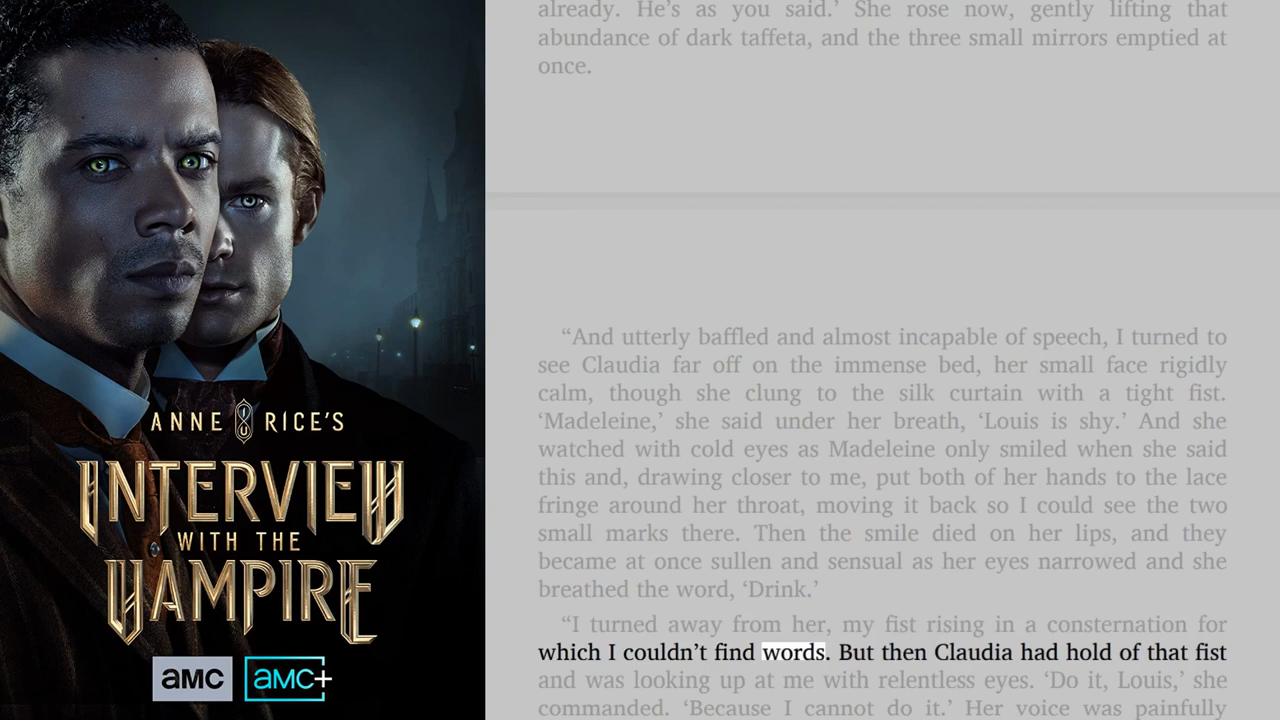 ANNE RICE'S
INTERVIEW
WITH THE
VAMPIRE
aMC
aMC+
already. He’s as you said.’ She rose now, gently lifting that
abundance of dark taffeta, and the three small mirrors emptied at
once.
“And utterly baffled and almost incapable of speech, I turned to
see Claudia far off on the immense bed, her small face rigidly
calm, though she clung to the silk curtain with a tight fist.
‘Madeleine,’ she said under her breath, ‘Louis is shy.’ And she
watched with cold eyes as Madeleine only smiled when she said
this and, drawing closer to me, put both of her hands to the lace
fringe around her throat, moving it back so I could see the two
small marks there. Then the smile died on her lips, and they
became at once sullen and sensual as her eyes narrowed and she
breathed the word, ‘Drink.’
“I turned away from her, my fist rising in a consternation for
which I couldn’t find words. But then Claudia had hold of that fist
and was looking up at me with relentless eyes. ‘Do it, Louis,’ she
commanded. ‘Because I cannot do it.’ Her voice was painfully